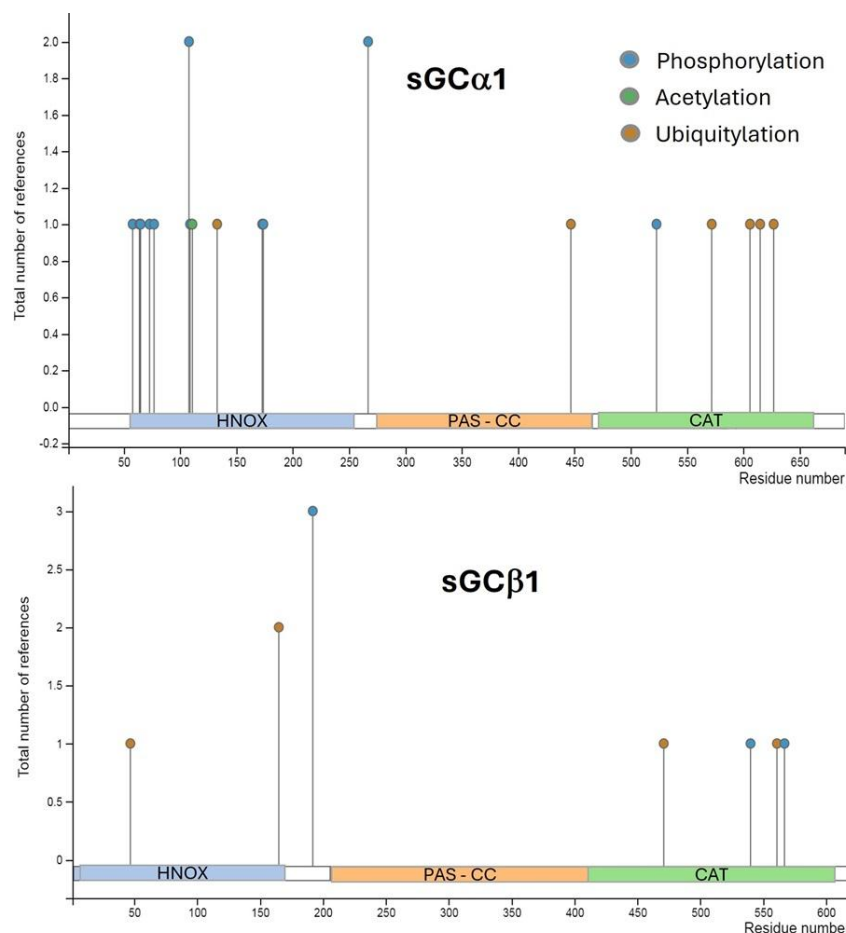 sGCα1
Phosphorylation
Acetylation
Ubiquitylation
Total number of references
2.0
1.8
1.6
1.4
1.2
1.0
0.8
0.6
0.4
0.2
0.0
-0.2
HNOX PAS - CC CAT
50 100 150 200 250 300 350 400 450 500 550 600 650
Residue number
sGCβ1
Total number of references
3
2.5
2
1.5
1
0.5
0
HNOX PAS - CC CAT
50 100 150 200 250 300 350 400 450 500 550 600
Residue number